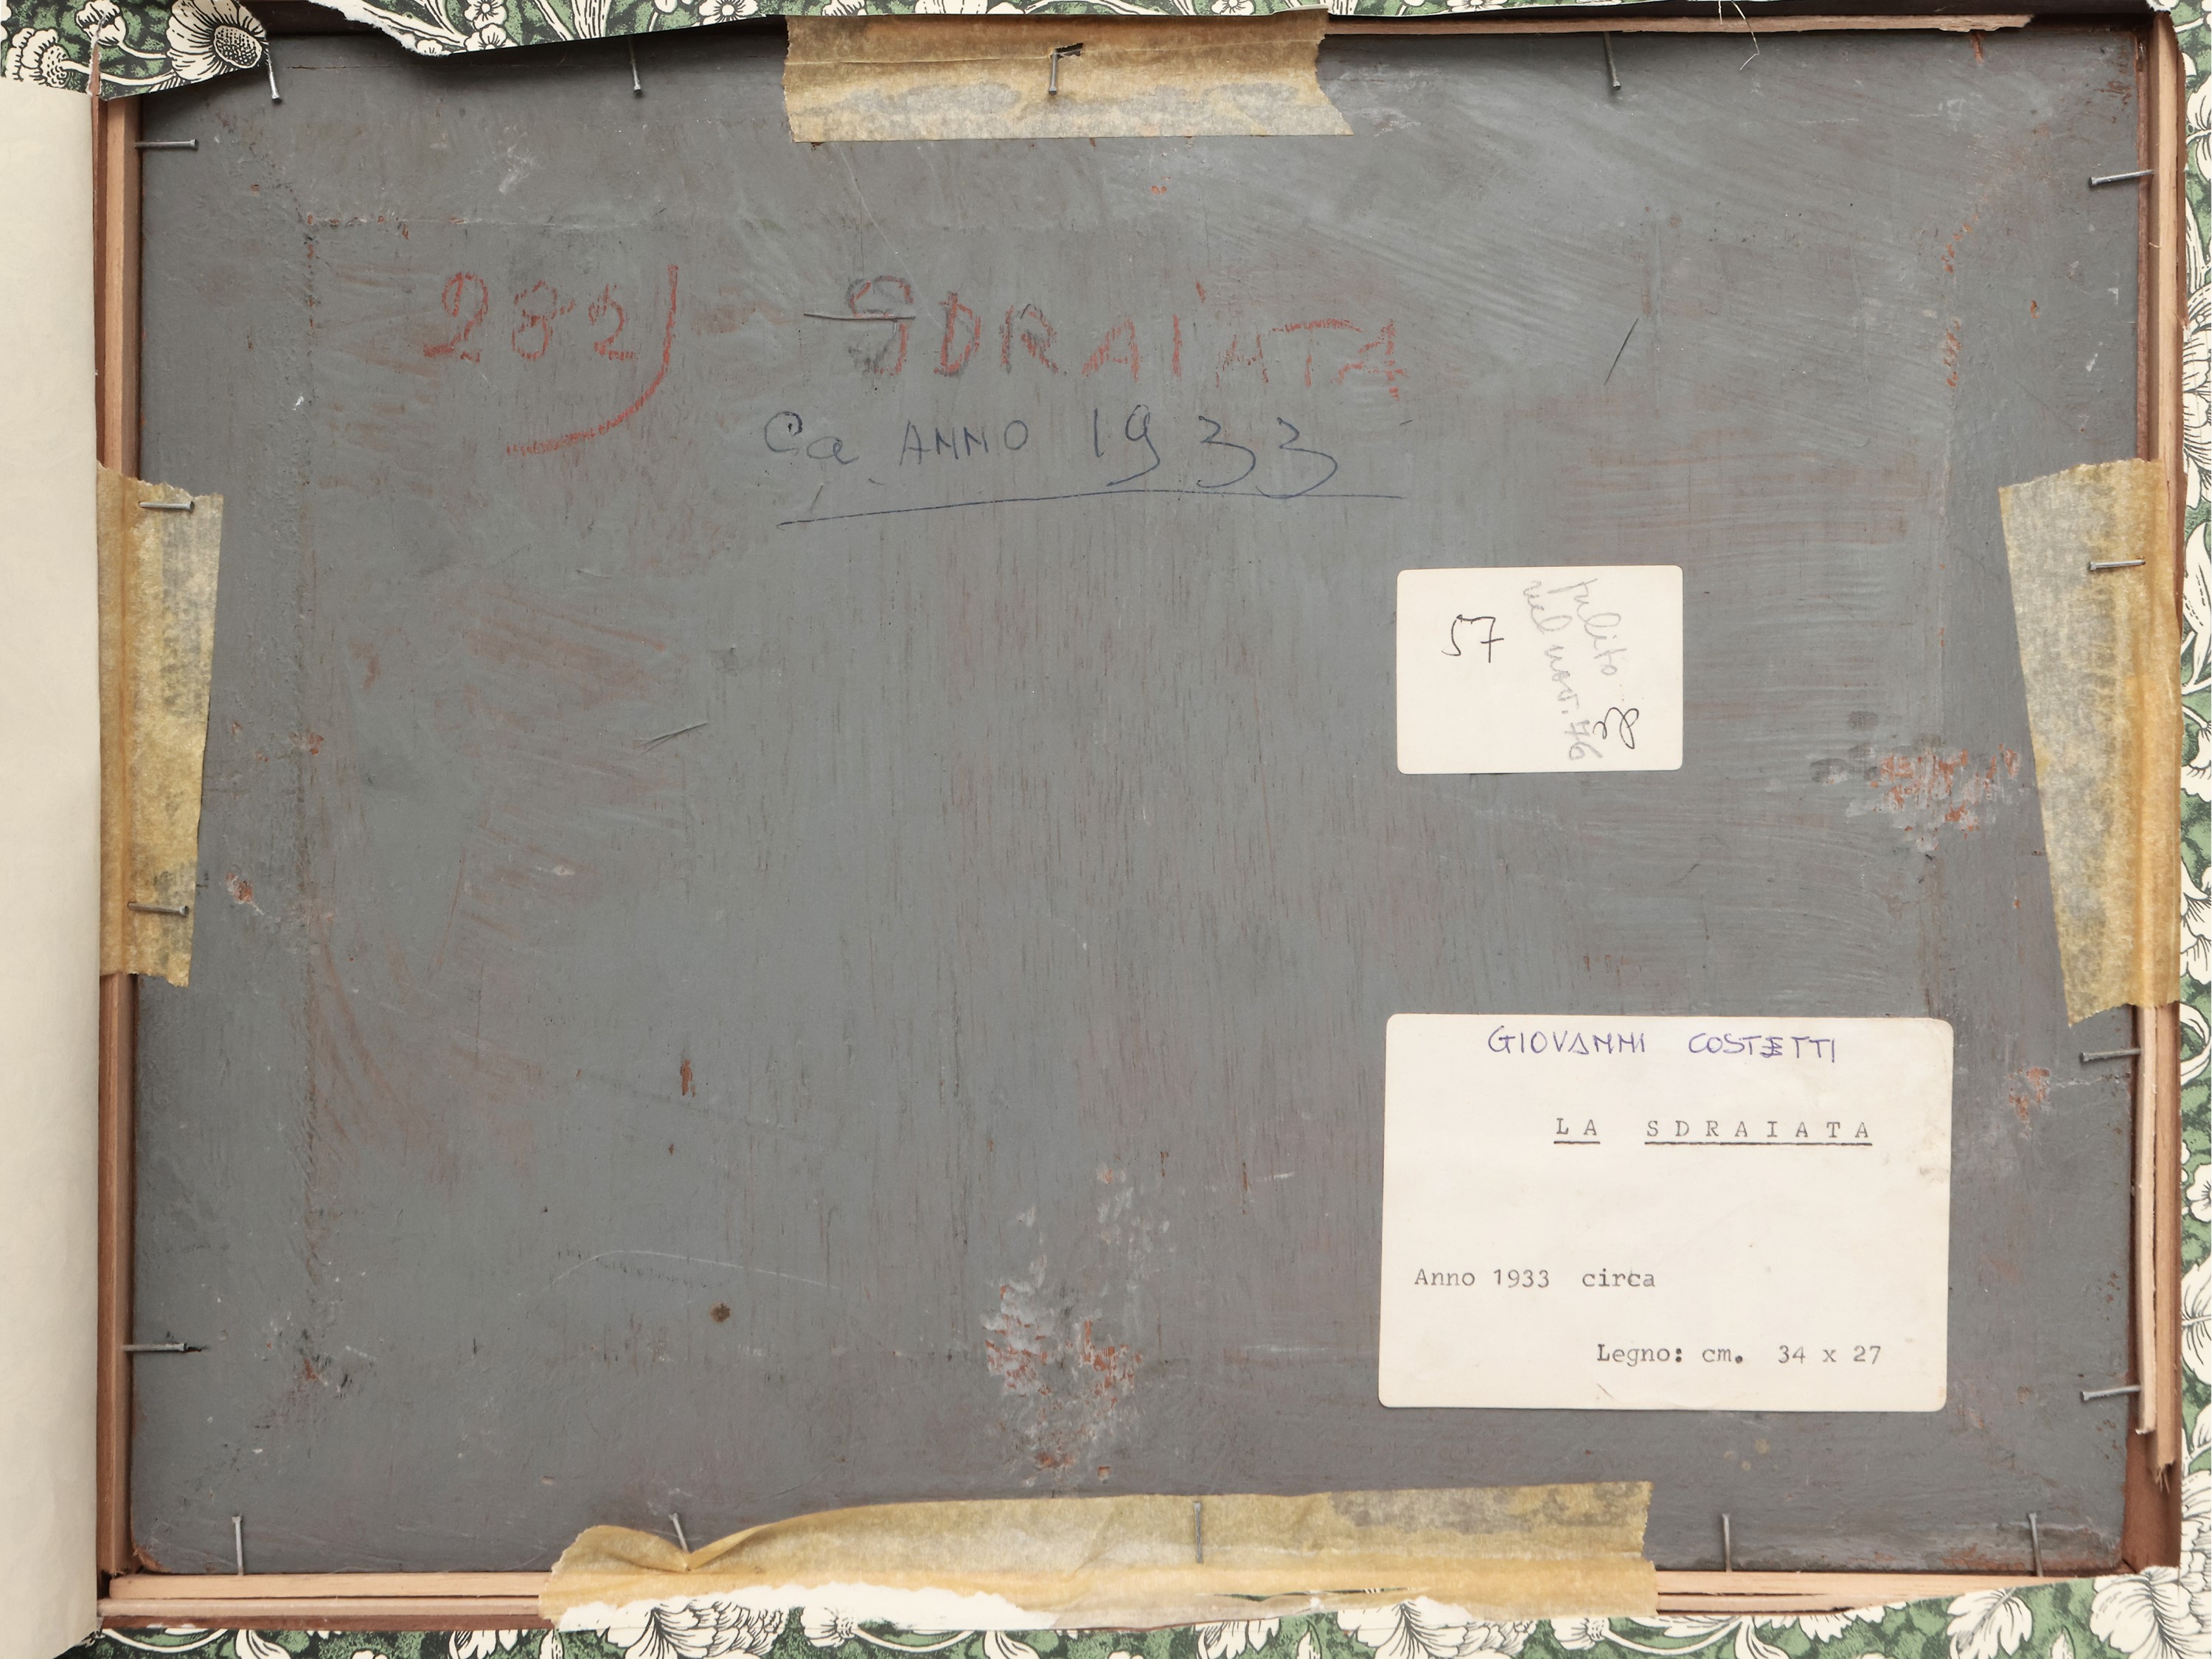 282) SDRAIATA
Ca ANNO 1933
57
pulito
nel nov. 76
GIOVANNI COSTETTI
LA SDRAIATA
Anno 1933 circa
Legno: cm. 34 x 27